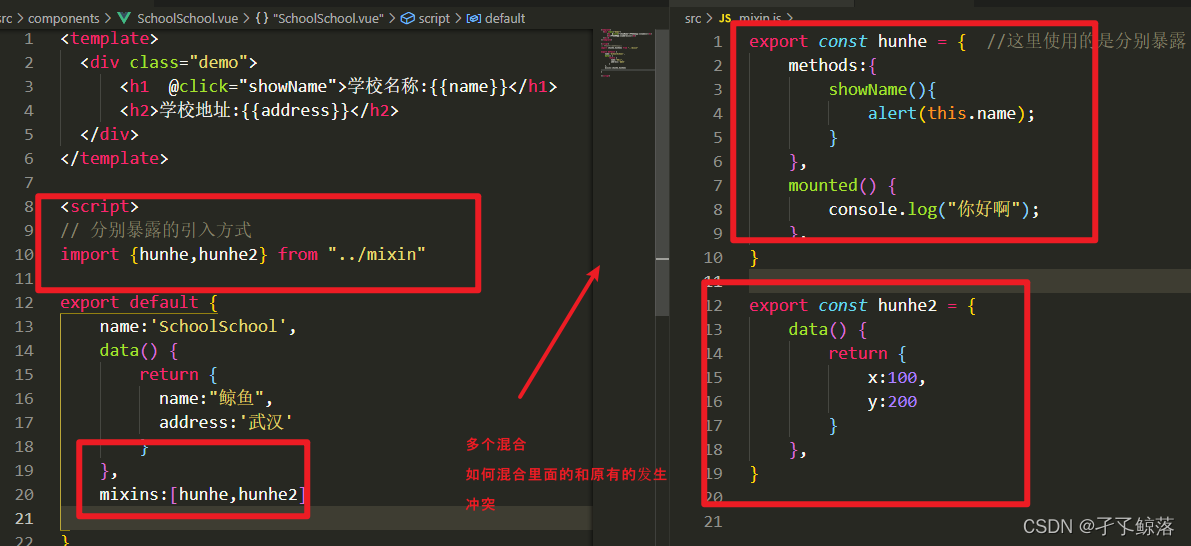 src > components > SchoolSchool.vue > {} "SchoolSchool.vue" > script > default
1 <template>
2 <div class="demo">
3 <h1 @click="showName">学校名称:{{name}}</h1>
4 <h2>学校地址:{{address}}</h2>
5 </div>
6 </template>
7
8 <script>
9 // 分别暴露的引入方式
10 import {hunhe,hunhe2} from "../mixin"
11
12 export default {
13 name:'SchoolSchool',
14 data() {
15 return {
16 name:"鲸鱼",
17 address:'武汉'
18 }
19 },
20 mixins:[hunhe,hunhe2]
21
22 }
多个混合
如何混合里面的和原有的发生
冲突
src > JS mixin.js >
1 export const hunhe = { //这里使用的是分别暴露
2 methods:{
3 showName(){
4 alert(this.name);
5 }
6 },
7 mounted() {
8 console.log("你好啊");
9 },
10 }
11
12 export const hunhe2 = {
13 data() {
14 return {
15 x:100,
16 y:200
17 }
18 },
19 }
20
21
CSDN @孑孓鲸落